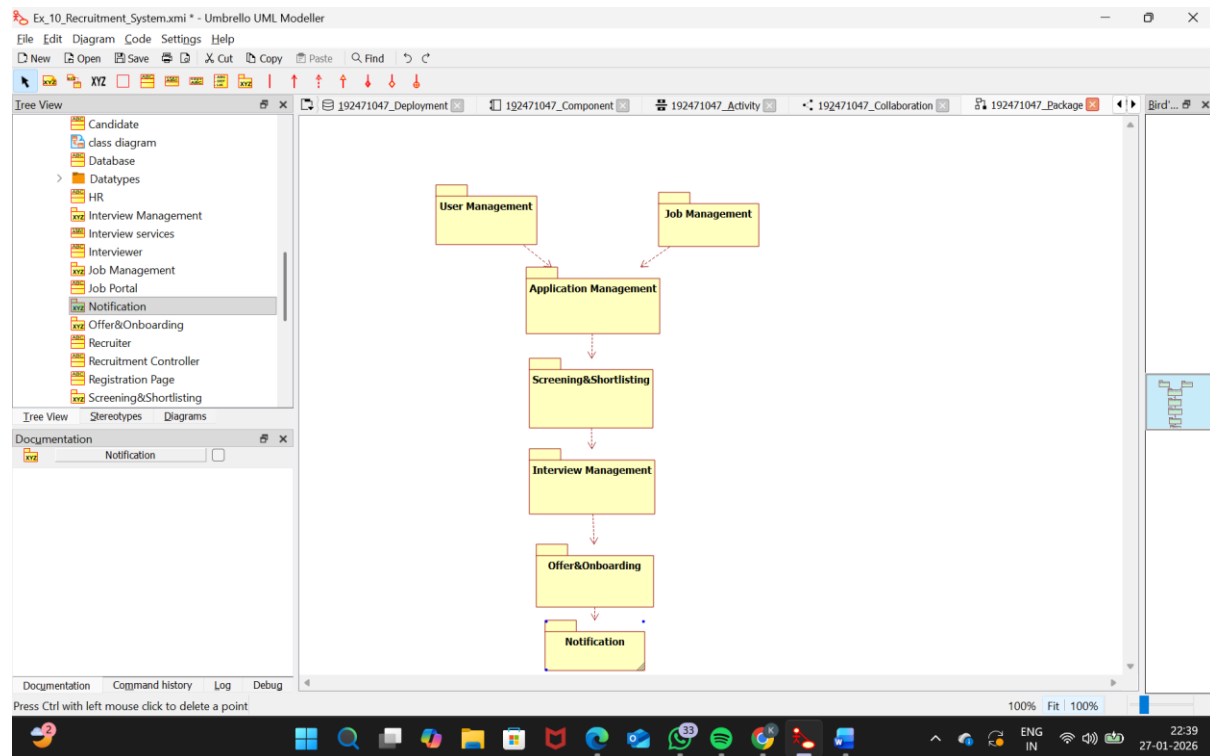 Ex_10_Recruitment_System.xmi * - Umbrello UML Modeller
File Edit Diagram Code Settings Help
New Open Save Cut Copy Paste Find
XYZ
Tree View
192471047_Deployment 192471047_Component 192471047_Activity 192471047_Collaboration 192471047_Package
Bird'...
Candidate
class diagram
Database
Datatypes
HR
Interview Management
Interview services
Interviewer
Job Management
Job Portal
Notification
Offer&Onboarding
Recruiter
Recruitment Controller
Registration Page
Screening&Shortlisting
Tree View Stereotypes Diagrams
Documentation
XYZ Notification
User Management
Job Management
Application Management
Screening&Shortlisting
Interview Management
Offer&Onboarding
Notification
Documentation Command history Log Debug
Press Ctrl with left mouse click to delete a point
100% Fit 100%
2
33
K
ENG
IN
22:39
27-01-2026